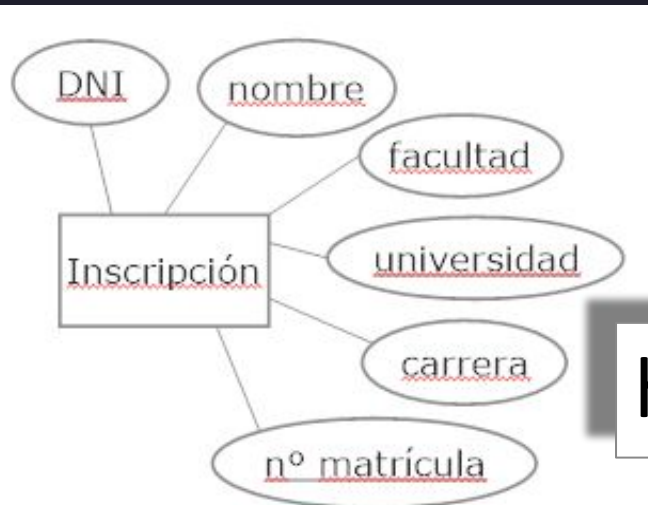 DNI
nombre
facultad
Inscripción
universidad
carrera
nº matrícula